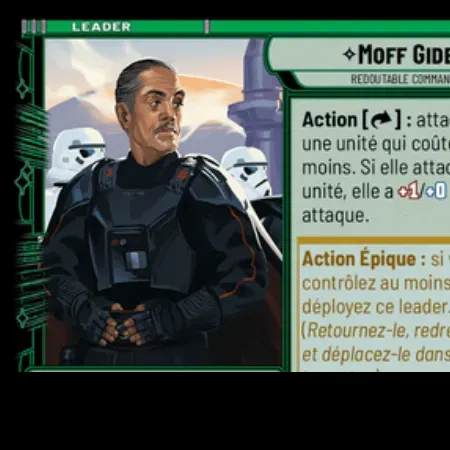 LEADER
MOFF GIDE
REDOUTABLE COMMAN
Action [ ] : atta
une unité qui coût
moins. Si elle attac
unité, elle a +1/+0
attaque.
Action Épique : si
contrôlez au moins
déployez ce leader.
(Retournez-le, redre
et déplacez-le dans